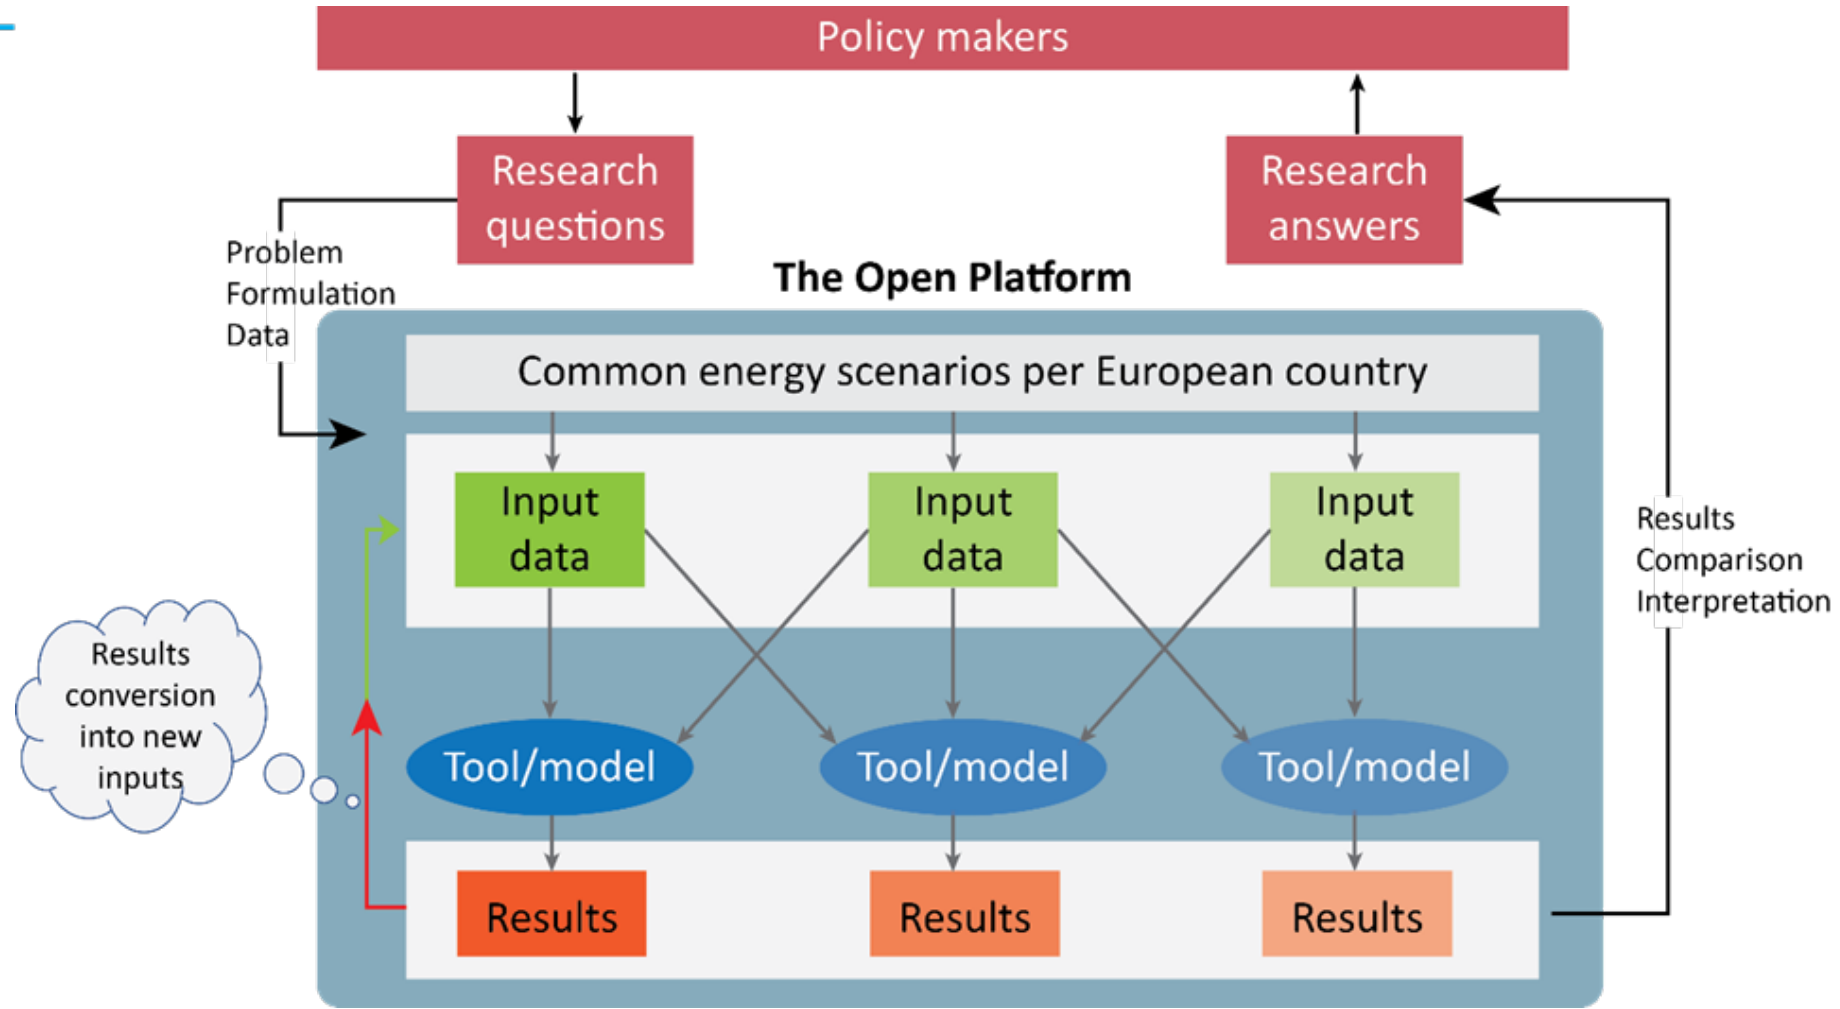 Policy makers
Research
questions
Research
answers
Problem
Formulation
Data
The Open Platform
Common energy scenarios per European country
Input
data
Input
data
Input
data
Results
Comparison
Interpretation
Results
conversion
into new
inputs
Tool/model
Tool/model
Tool/model
Results
Results
Results